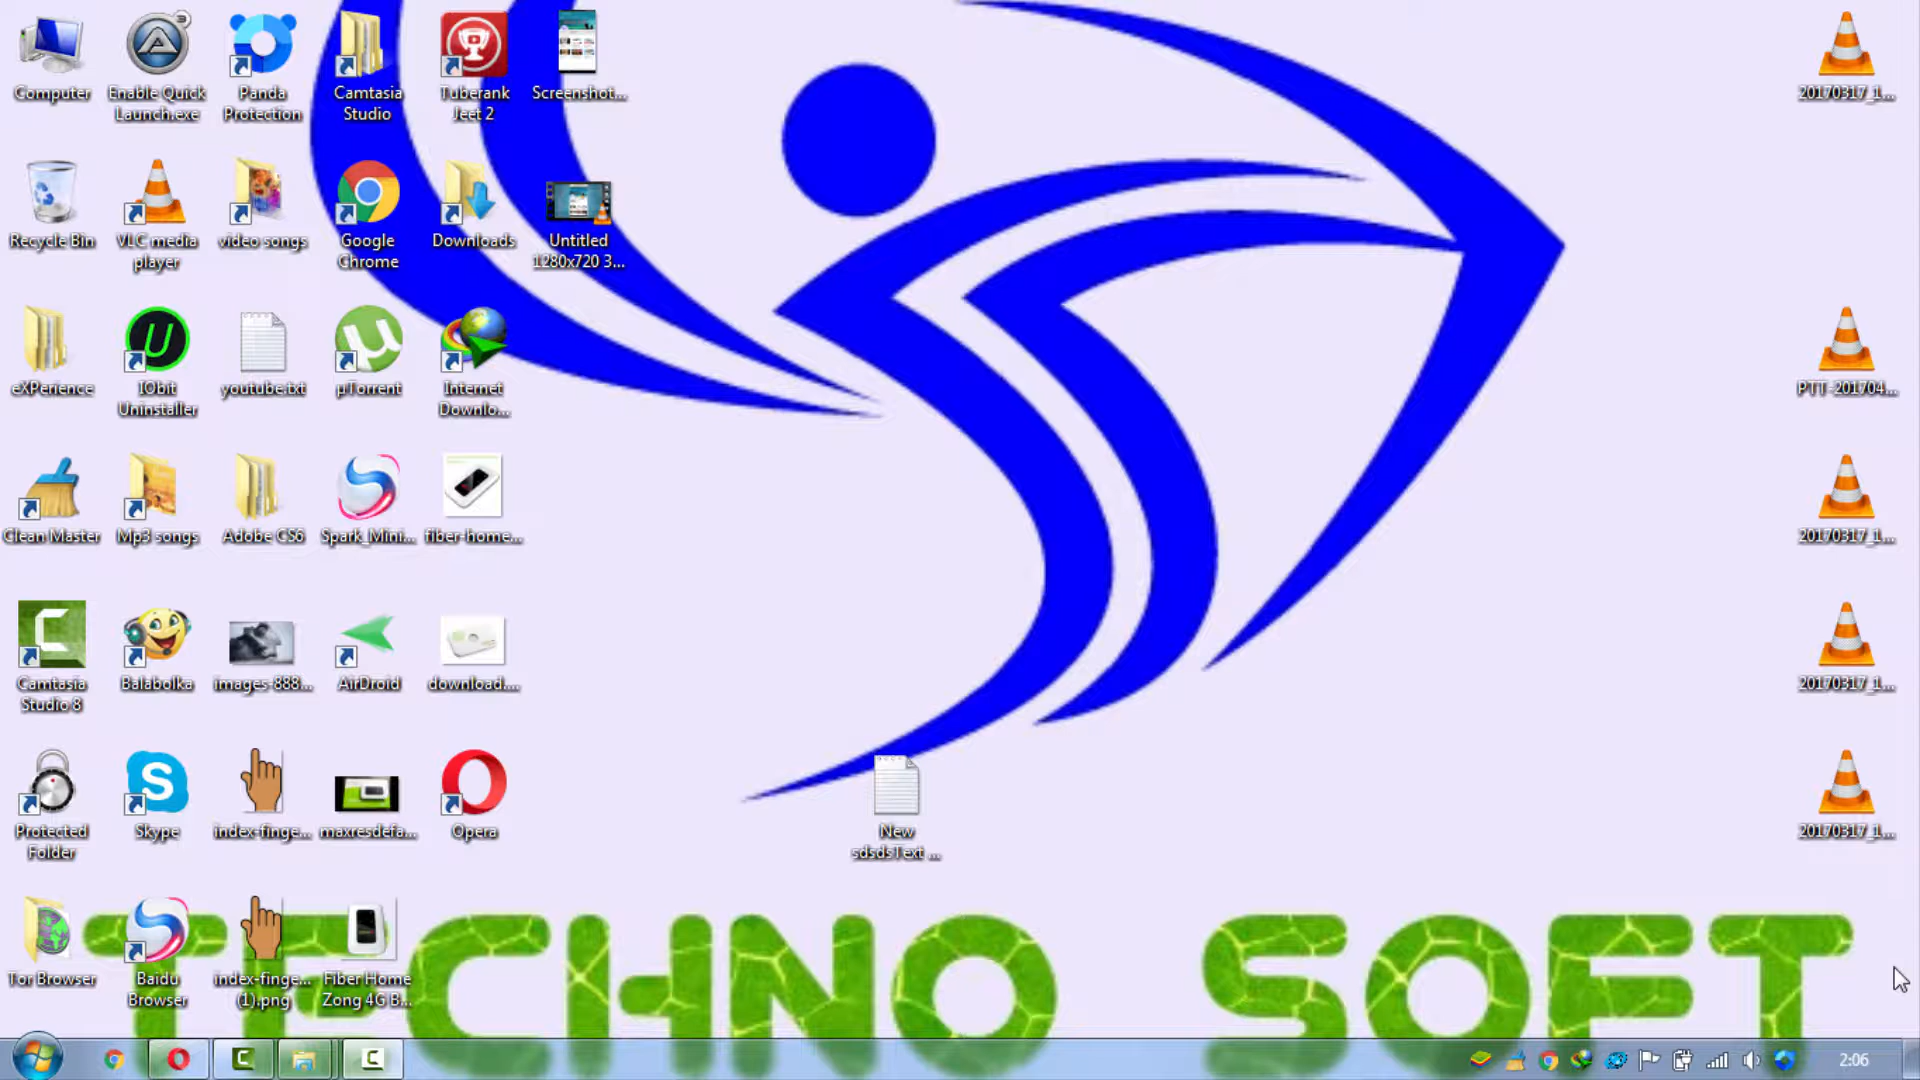 Computer
Enable Quick
Launch.exe
Panda
Protection
Camtasia
Studio
Tuberank
Jeet 2
Screenshot...
20170317_1...
Recycle Bin
VLC media
player
video songs
Google
Chrome
Downloads
Untitled
1280x720 3...
eXPerience
IObit
Uninstaller
youtube.txt
µTorrent
Internet
Downlo...
PTT-201704...
Clean Master
Mp3 songs
Adobe CS6
Spark_Mini...
fiber-home...
20170317_1...
Camtasia
Studio 8
Balabolka
images-888...
AirDroid
download....
20170317_1...
Protected
Folder
Skype
index-finge...
maxresdefa...
Opera
New
sdsdsText ...
20170317_1...
Tor Browser
Baidu
Browser
index-finge...
(1).png
Fiber Home
Zong 4G B...
TECHNO SOFT
2:06